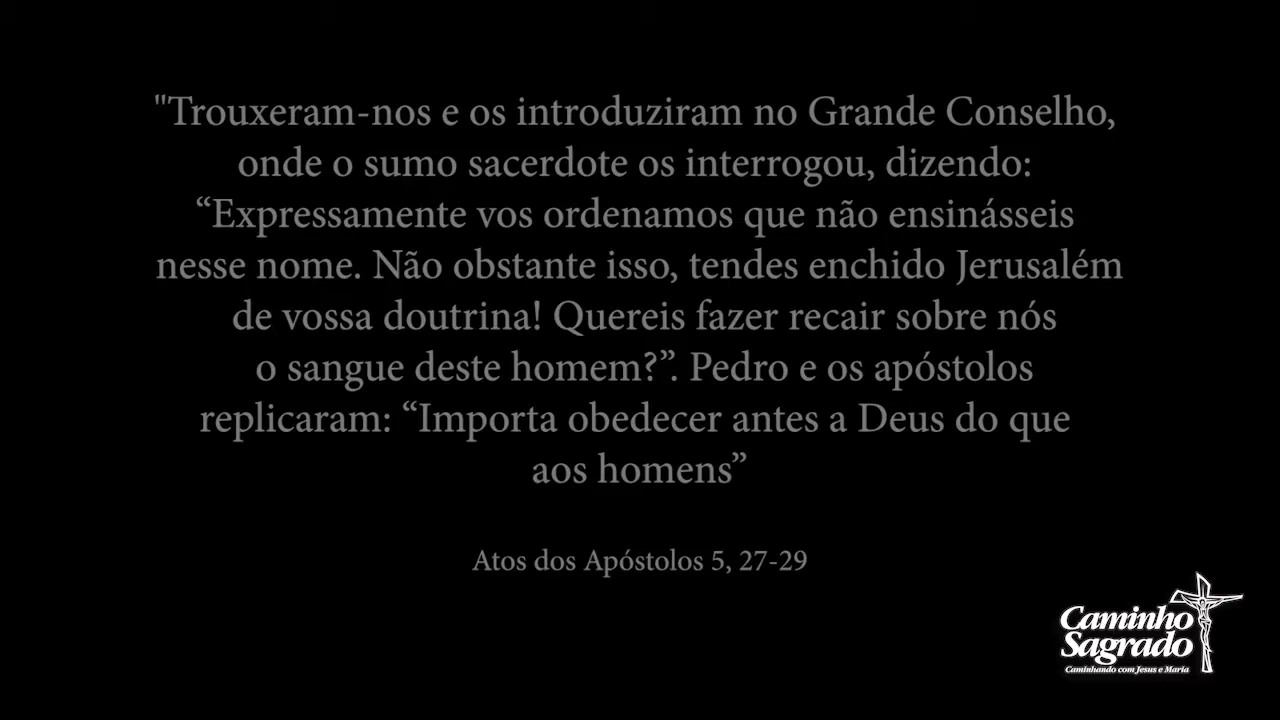 "Trouxeram-nos e os introduziram no Grande Conselho,
onde o sumo sacerdote os interrogou, dizendo:
“Expressamente vos ordenamos que não ensinásseis
nesse nome. Não obstante isso, tendes enchido Jerusalém
de vossa doutrina! Quereis fazer recair sobre nós
o sangue deste homem?”. Pedro e os apóstolos
replicaram: “Importa obedecer antes a Deus do que
aos homens”
Atos dos Apóstolos 5, 27-29
Caminho
Sagrado
Caminhando com Jesus e Maria